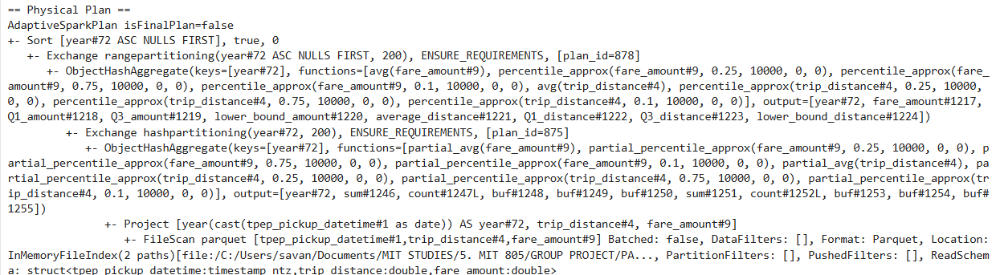 == Physical Plan ==
AdaptiveSparkPlan isFinalPlan=false
+- Sort [year#72 ASC NULLS FIRST], true, 0
   +- Exchange rangepartitioning(year#72 ASC NULLS FIRST, 200), ENSURE_REQUIREMENTS, [plan_id=878]
      +- ObjectHashAggregate(keys=[year#72], functions=[avg(fare_amount#9), percentile_approx(fare_amount#9, 0.25, 10000, 0, 0), percentile_approx(fare_
amount#9, 0.75, 10000, 0, 0), percentile_approx(fare_amount#9, 0.1, 10000, 0, 0), avg(trip_distance#4), percentile_approx(trip_distance#4, 0.25, 10000,
0, 0), percentile_approx(trip_distance#4, 0.75, 10000, 0, 0), percentile_approx(trip_distance#4, 0.1, 10000, 0, 0)], output=[year#72, fare_amount#1217,
Q1_amount#1218, Q3_amount#1219, lower_bound_amount#1220, average_distance#1221, Q1_distance#1222, Q3_distance#1223, lower_bound_distance#1224])
         +- Exchange hashpartitioning(year#72, 200), ENSURE_REQUIREMENTS, [plan_id=875]
            +- ObjectHashAggregate(keys=[year#72], functions=[partial_avg(fare_amount#9), partial_percentile_approx(fare_amount#9, 0.25, 10000, 0, 0), p
artial_percentile_approx(fare_amount#9, 0.75, 10000, 0, 0), partial_percentile_approx(fare_amount#9, 0.1, 10000, 0, 0), partial_avg(trip_distance#4), pa
rtial_percentile_approx(trip_distance#4, 0.25, 10000, 0, 0), partial_percentile_approx(trip_distance#4, 0.75, 10000, 0, 0), partial_percentile_approx(tr
ip_distance#4, 0.1, 10000, 0, 0)], output=[year#72, sum#1246, count#1247L, buf#1248, buf#1249, buf#1250, sum#1251, count#1252L, buf#1253, buf#1254, buf#
1255])
               +- Project [year(cast(tpep_pickup_datetime#1 as date)) AS year#72, trip_distance#4, fare_amount#9]
                  +- FileScan parquet [tpep_pickup_datetime#1,trip_distance#4,fare_amount#9] Batched: false, DataFilters: [], Format: Parquet, Location:
InMemoryFileIndex(2 paths)[file:/C:/Users/savan/Documents/MIT STUDIES/5. MIT 805/GROUP PROJECT/PA..., PartitionFilters: [], PushedFilters: [], ReadSchem
a: struct<tpep_pickup_datetime:timestamp_ntz,trip_distance:double,fare_amount:double>